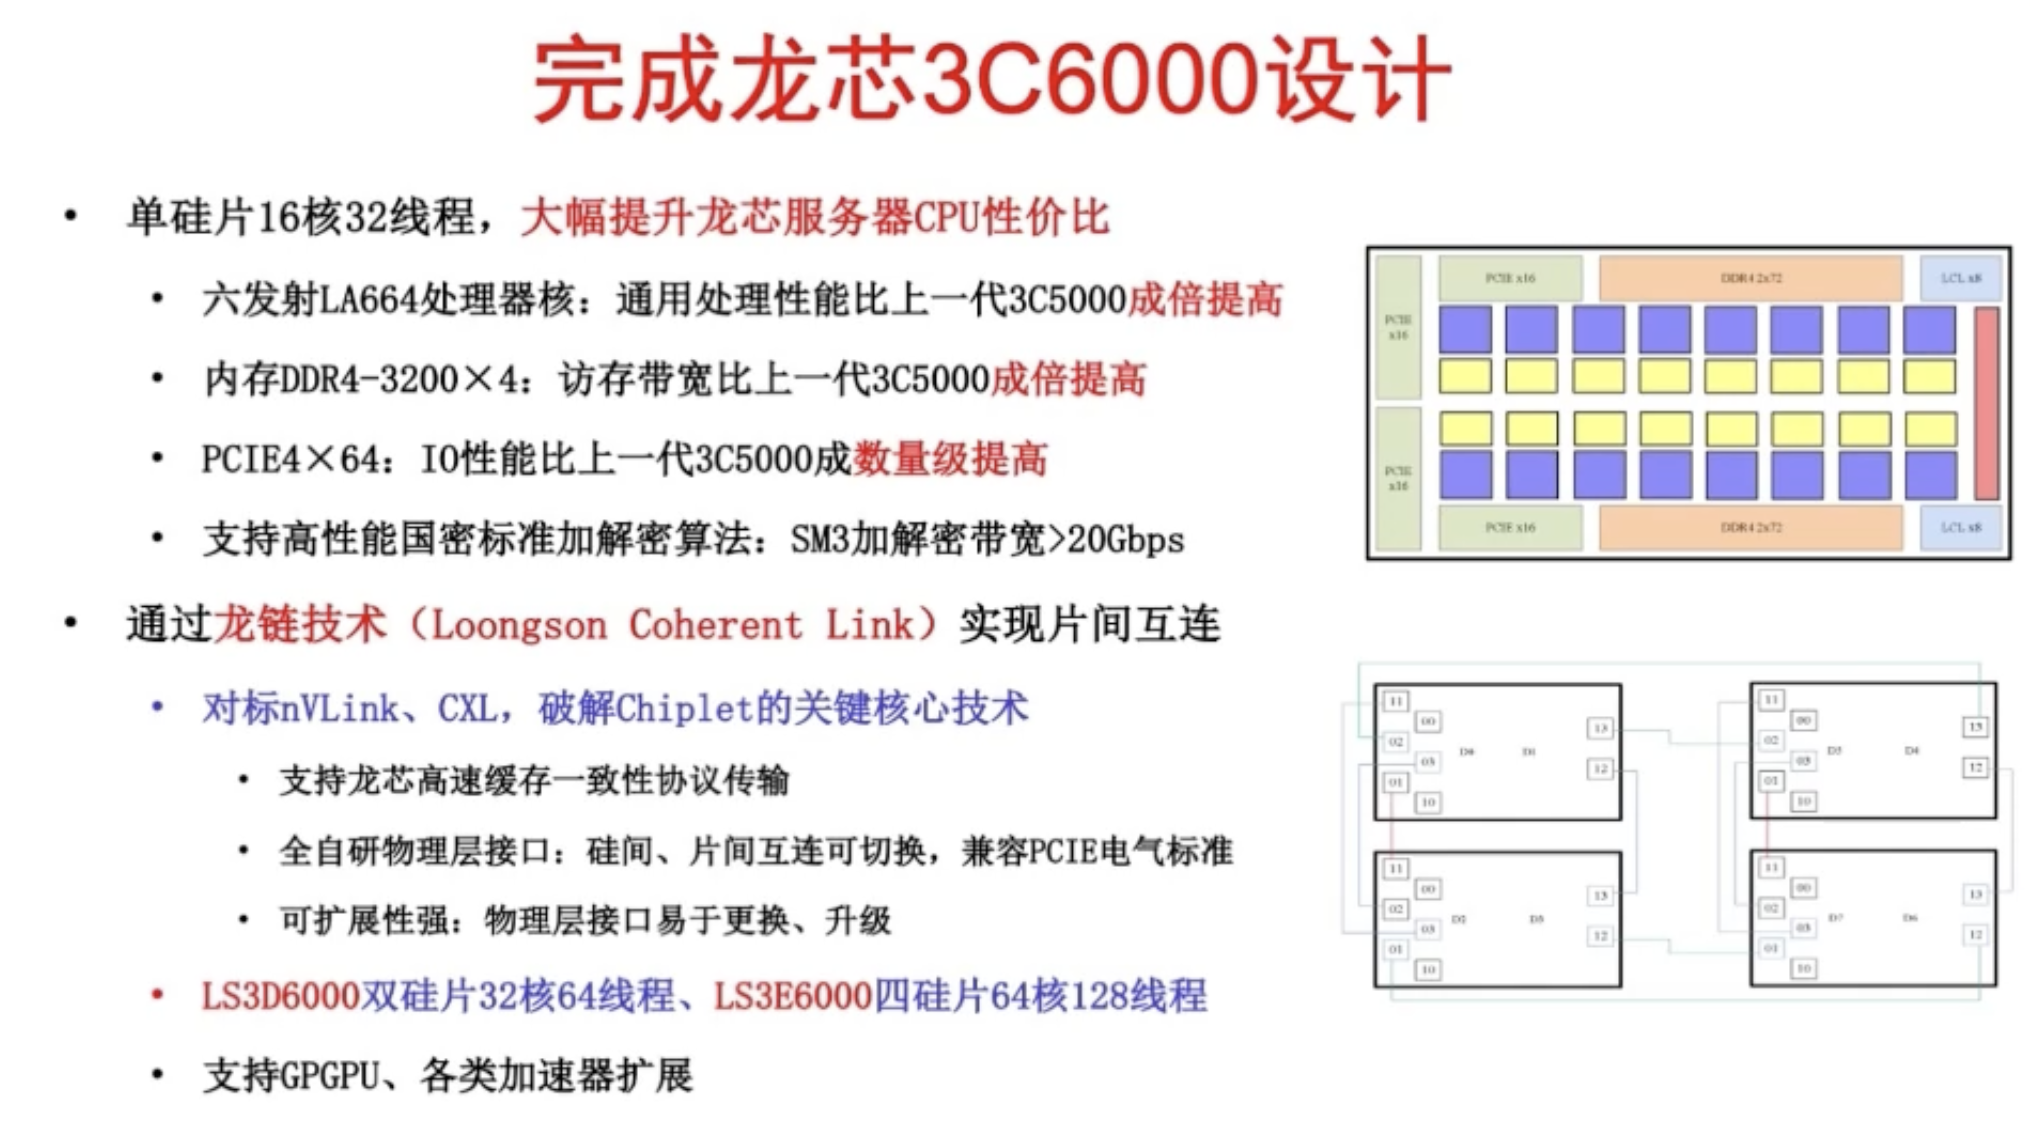 完成龙芯3C6000设计
• 单硅片16核32线程，大幅提升龙芯服务器CPU性价比
• 六发射LA664处理器核：通用处理性能比上一代3C5000成倍提高
• 内存DDR4-3200×4：访存带宽比上一代3C5000成倍提高
• PCIE4×64：IO性能比上一代3C5000成数量级提高
• 支持高性能国密标准加解密算法：SM3加解密带宽>20Gbps
• 通过龙链技术（Loongson Coherent Link）实现片间互连
• 对标nVLink、CXL，破解Chiplet的关键核心技术
• 支持龙芯高速缓存一致性协议传输
• 全自研物理层接口：硅间、片间互连可切换，兼容PCIE电气标准
• 可扩展性强：物理层接口易于更换、升级
• LS3D6000双硅片32核64线程、LS3E6000四硅片64核128线程
• 支持GPGPU、各类加速器扩展
PCIE x16
DDR4 2x72
LCL x8
PCIE
x16
PCIE
x16
PCIE x16
DDR4 2x72
LCL x8
11
00
02
03
01
10
D0
D1
13
12
11
00
02
03
01
10
D4
13
12
11
00
02
03
01
10
D2
D3
13
12
11
00
02
03
01
10
D7
D6
13
12